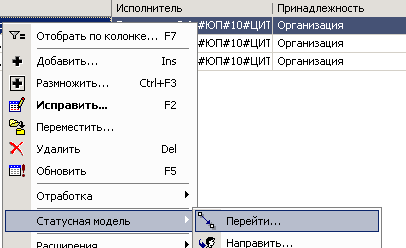 Исполнитель Принадлежность
#ЮП#10#ЦИТ Организация
Отобрать по колонке... F7 #ЮП#10#ЦИТ Организация
Добавить... Ins #ЮП#10#ЦИТ Организация
Размножить... Ctrl+F3
Исправить... F2
Переместить...
Удалить Del
Обновить F5
Отработка
Статусная модель Перейти...
Расширения Направить...